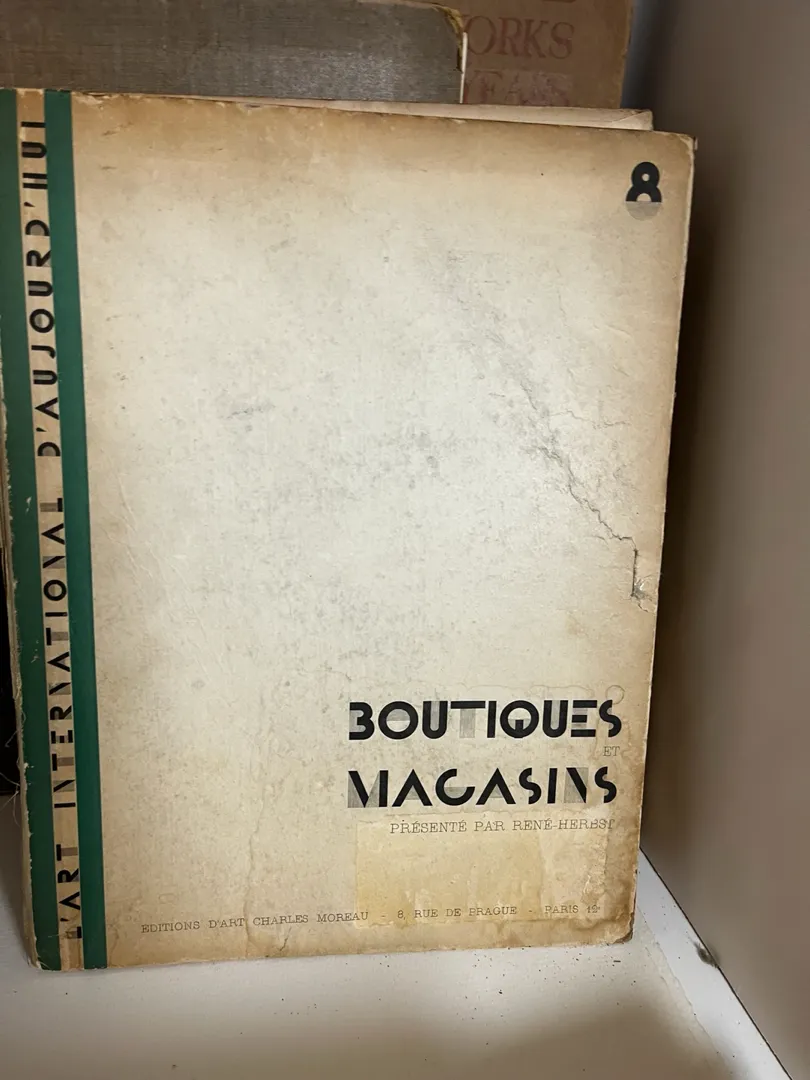 ORKS
YEARS
8
L'ART INTERNATIONAL D'AUJOURD'HUI
BOUTIQUES
ET
MAGASINS
PRÉSENTÉ PAR RENÉ-HERBST
EDITIONS D'ART CHARLES MOREAU - 8, RUE DE PRAGUE - PARIS 12e